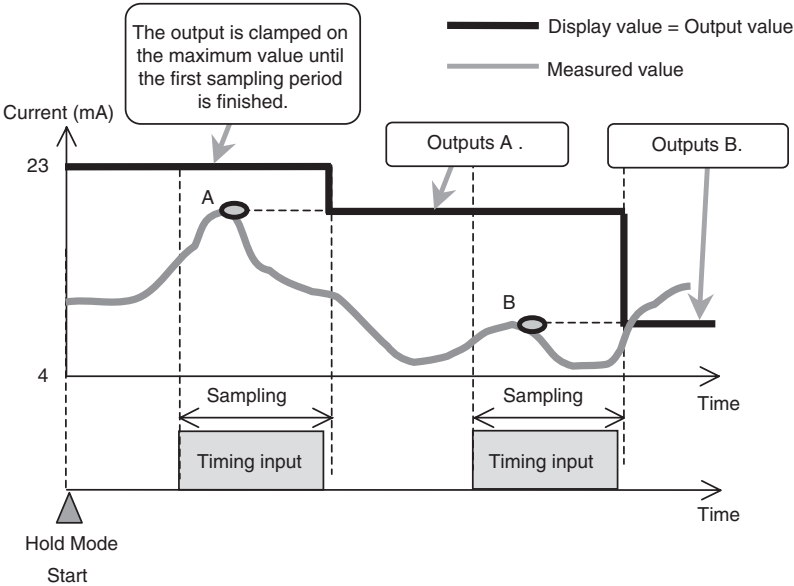 The output is clamped on
the maximum value until
the first sampling period
is finished.
Display value = Output value
Measured value
Current (mA)
Outputs A .
Outputs B.
23
A
B
4
Sampling
Sampling
Time
Timing input
Timing input
Time
Hold Mode
Start